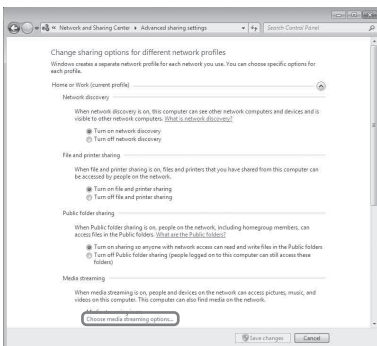 « Network and Sharing Center ▸ Advanced sharing settings
Search Control Panel
Change sharing options for different network profiles
Windows creates a separate network profile for each network you use. You can choose specific options for
each profile.
Home or Work (current profile)
Network discovery
When network discovery is on, this computer can see other network computers and devices and is
visible to other network computers. What is network discovery?
Turn on network discovery
Turn off network discovery
File and printer sharing
When file and printer sharing is on, files and printers that you have shared from this computer can
be accessed by people on the network.
Turn on file and printer sharing
Turn off file and printer sharing
Public folder sharing
When Public folder sharing is on, people on the network, including homegroup members, can
access files in the Public folders. What are the Public folders?
Turn on sharing so anyone with network access can read and write files in the Public folders
Turn off Public folder sharing (people logged on to this computer can still access these
folders)
Media streaming
When media streaming is on, people and devices on the network can access pictures, music, and
videos on this computer. This computer can also find media on the network.
Choose media streaming options...
Save changes
Cancel